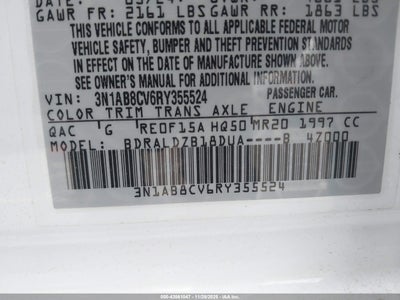 GAWR FR: 2161 LBS GAWR RR: 1863 LBS
THIS VEHICLE CONFORMS TO ALL APPLICABLE FEDERAL MOTOR
VEHICLE SAFETY, BUMPER AND THEFT PREVENTION STANDARDS
IN EFFECT ON THE DATE OF MANUFACTURE SHOWN ABOVE.
SEE OWNER'S MANUAL FOR ADDITIONAL INFORMATION.
VIN: 3N1AB8CV6RY355524 PASSENGER CAR.
COLOR TRIM TRANS AXLE ENGINE
QAC G RE0F15A HQ50 MR20 1997 CC
MODEL: BDRALDZB18DUA----B 4Z000
3N1AB8CV6RY355524